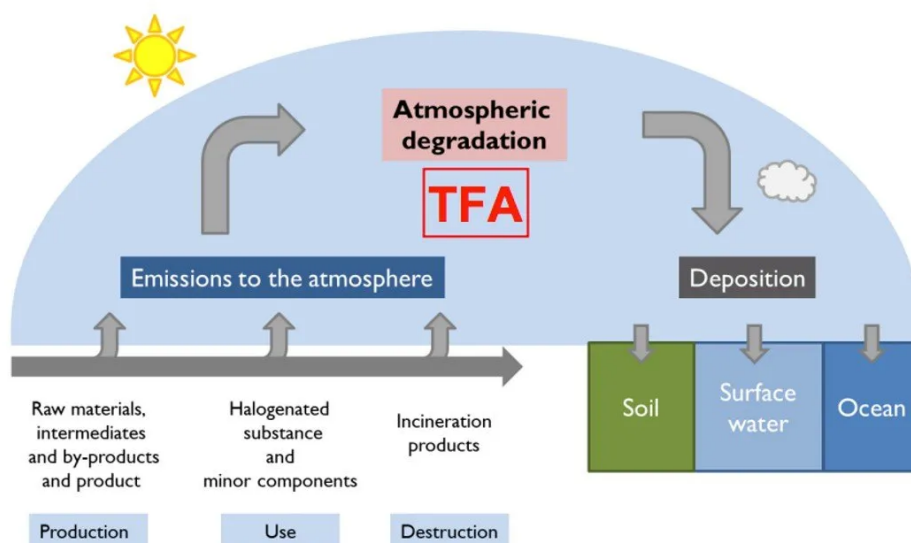 Atmospheric
degradation
TFA
Emissions to the atmosphere
Deposition
Soil
Surface
water
Ocean
Raw materials,
intermediates
and by-products
and product
Halogenated
substance
and
minor components
Incineration
products
Production
Use
Destruction